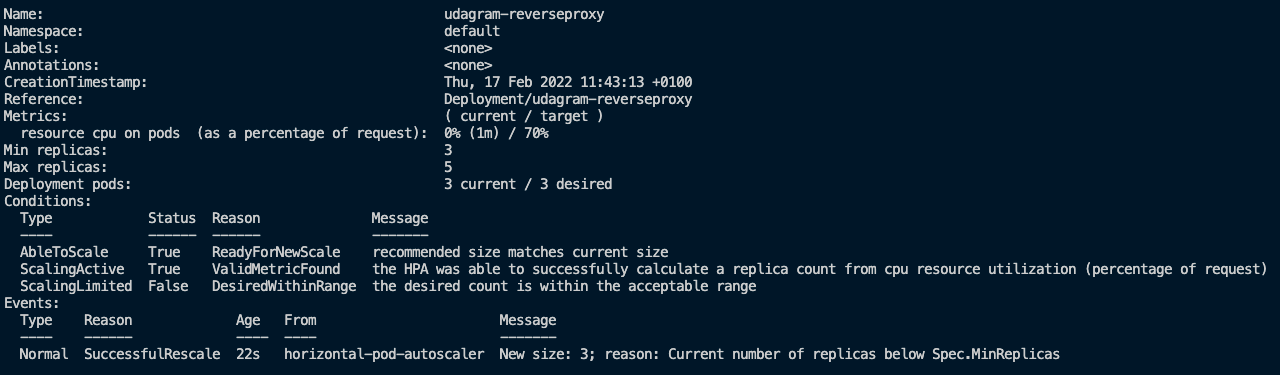 Name: udagram-reverseproxy
Namespace: default
Labels: <none>
Annotations: <none>
CreationTimestamp: Thu, 17 Feb 2022 11:43:13 +0100
Reference: Deployment/udagram-reverseproxy
Metrics: ( current / target )
  resource cpu on pods  (as a percentage of request): 0% (1m) / 70%
Min replicas: 3
Max replicas: 5
Deployment pods: 3 current / 3 desired
Conditions:
  Type            Status  Reason              Message
  ----            ------  ------              -------
  AbleToScale     True    ReadyForNewScale    recommended size matches current size
  ScalingActive   True    ValidMetricFound    the HPA was able to successfully calculate a replica count from cpu resource utilization (percentage of request)
  ScalingLimited  False   DesiredWithinRange  the desired count is within the acceptable range
Events:
  Type    Reason             Age   From                       Message
  ----    ------             ----  ----                       -------
  Normal  SuccessfulRescale  22s   horizontal-pod-autoscaler  New size: 3; reason: Current number of replicas below Spec.MinReplicas